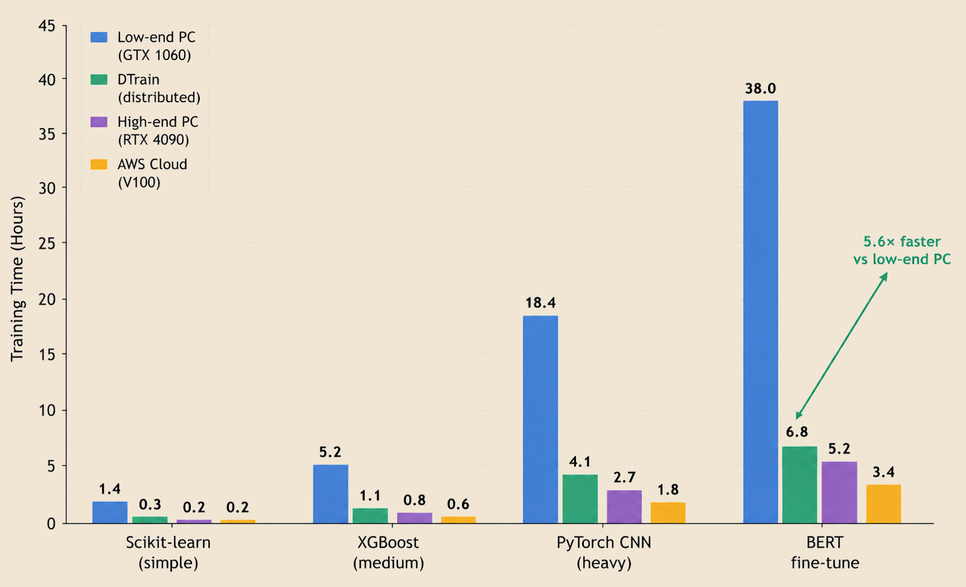 45
40
35
30
25
20
15
10
5
0
Training Time (Hours)
Low-end PC
(GTX 1060)
DTrain
(distributed)
High-end PC
(RTX 4090)
AWS Cloud
(V100)
1.4
0.3
0.2
0.2
5.2
1.1
0.8
0.6
18.4
4.1
2.7
1.8
38.0
6.8
5.2
3.4
5.6× faster
vs low-end PC
Scikit-learn
(simple)
XGBoost
(medium)
PyTorch CNN
(heavy)
BERT
fine-tune